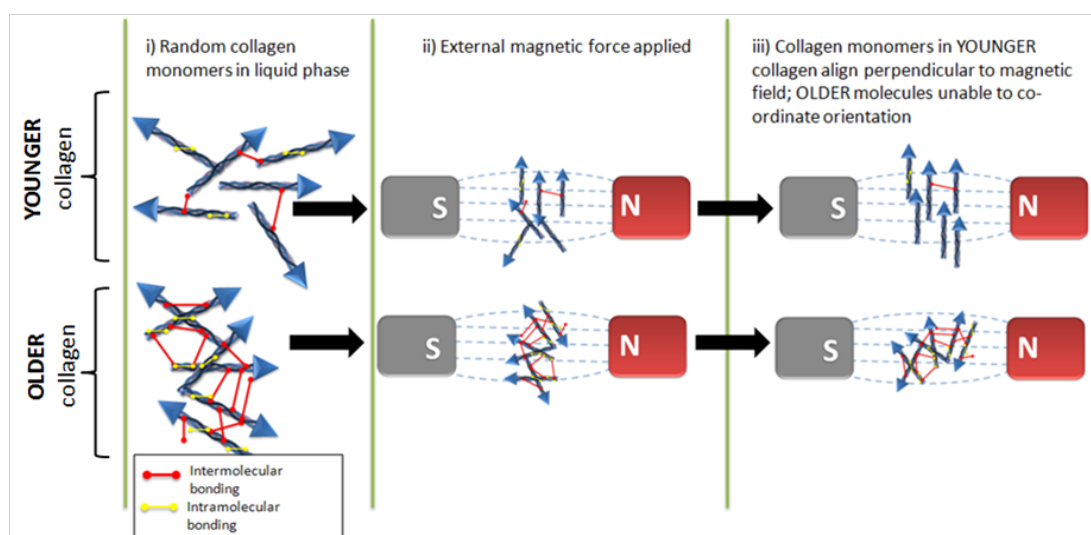 i) Random collagen
monomers in liquid phase
ii) External magnetic force applied
iii) Collagen monomers in YOUNGER
collagen align perpendicular to magnetic
field; OLDER molecules unable to co-
ordinate orientation
YOUNGER
collagen
S
N
S
N
OLDER
collagen
S
N
S
N
Intermolecular
bonding
Intramolecular
bonding